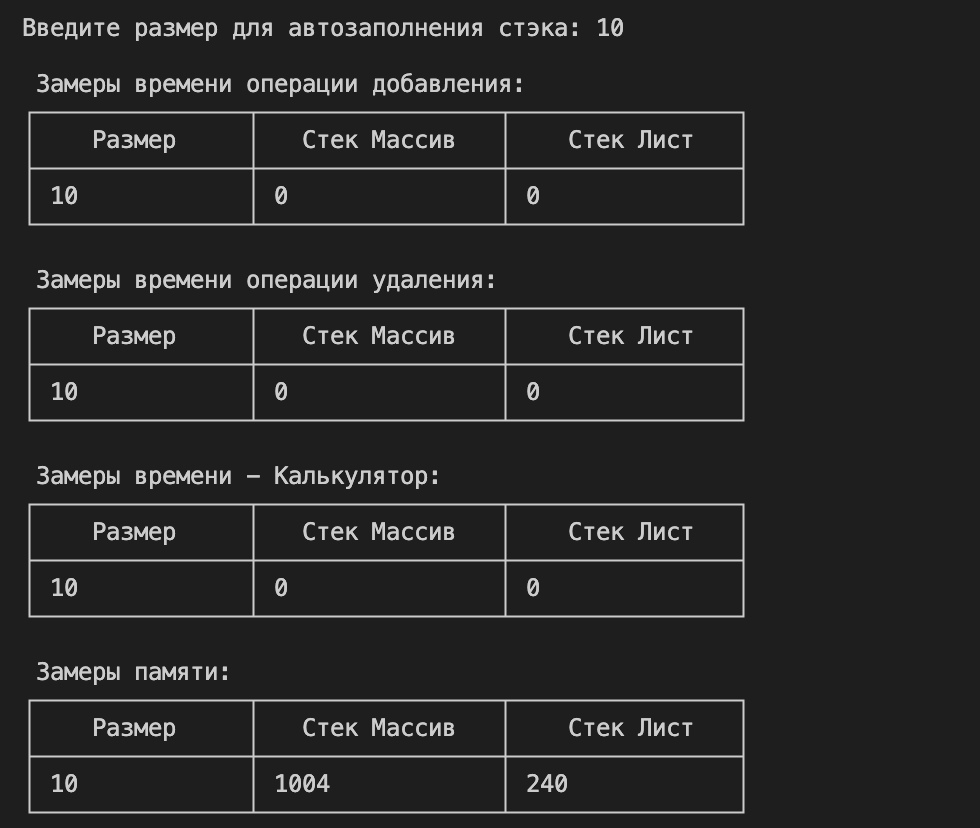 Введите размер для автозаполнения стэка: 10
Замеры времени операции добавления:
Размер Стек Массив Стек Лист
10 0 0
Замеры времени операции удаления:
Размер Стек Массив Стек Лист
10 0 0
Замеры времени – Калькулятор:
Размер Стек Массив Стек Лист
10 0 0
Замеры памяти:
Размер Стек Массив Стек Лист
10 1004 240